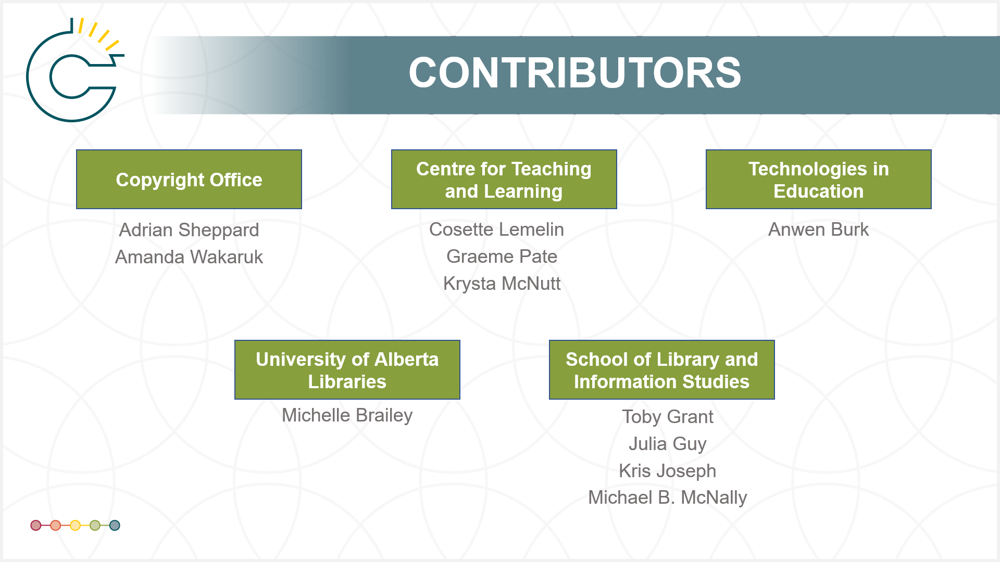 CONTRIBUTORS
Copyright Office
Adrian Sheppard
Amanda Wakaruk
Centre for Teaching
and Learning
Cosette Lemelin
Graeme Pate
Krysta McNutt
Technologies in
Education
Anwen Burk
University of Alberta
Libraries
Michelle Brailey
School of Library and
Information Studies
Toby Grant
Julia Guy
Kris Joseph
Michael B. McNally